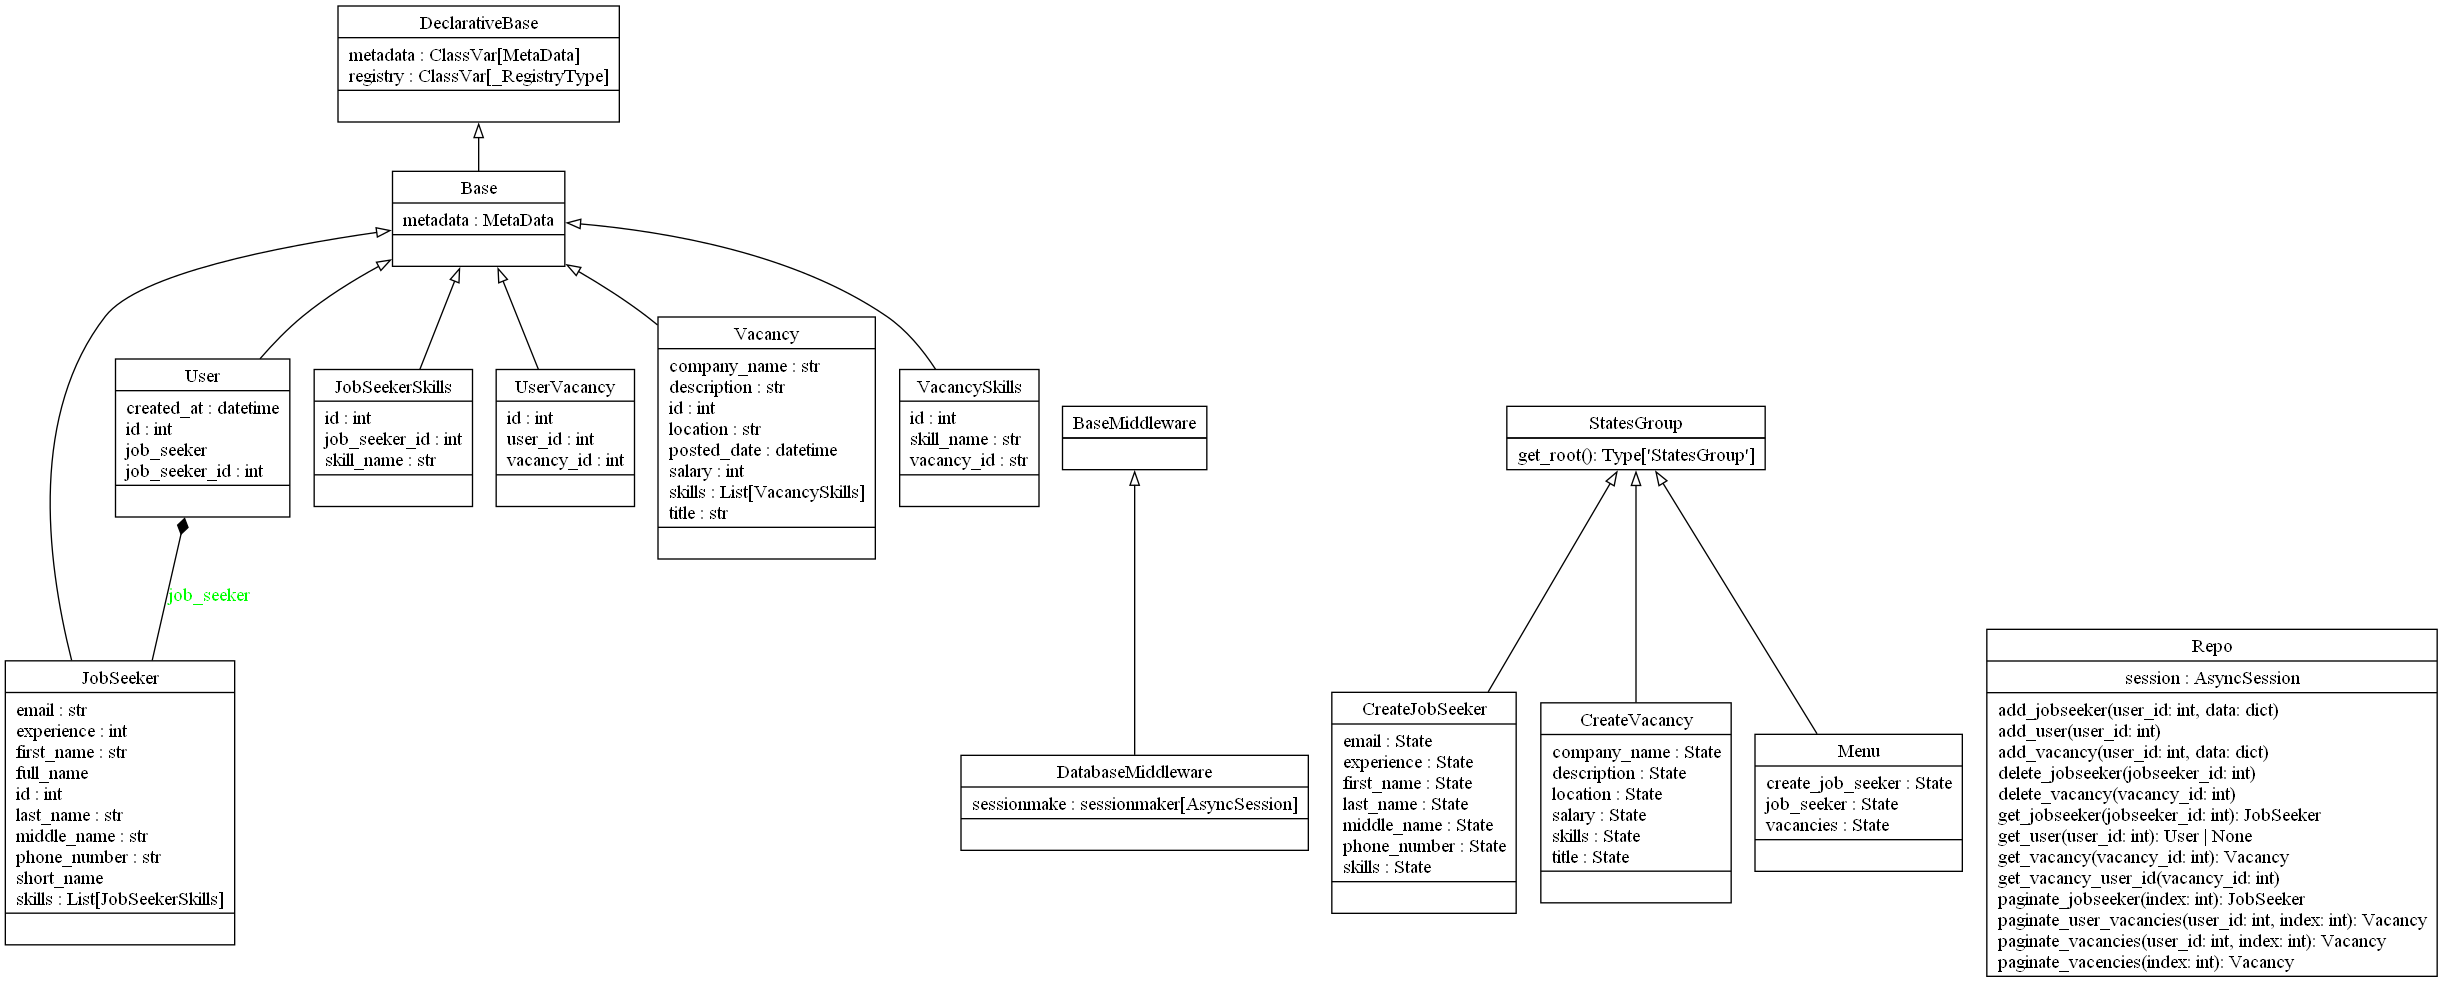 DeclarativeBase
metadata : ClassVar[MetaData]
registry : ClassVar[_RegistryType]
Base
metadata : MetaData
User
created_at : datetime
id : int
job_seeker
job_seeker_id : int
JobSeekerSkills
id : int
job_seeker_id : int
skill_name : str
UserVacancy
id : int
user_id : int
vacancy_id : int
Vacancy
company_name : str
description : str
id : int
location : str
posted_date : datetime
salary : int
skills : List[VacancySkills]
title : str
VacancySkills
id : int
skill_name : str
vacancy_id : str
BaseMiddleware
StatesGroup
get_root(): Type['StatesGroup']
job_seeker
JobSeeker
email : str
experience : int
first_name : str
full_name
id : int
last_name : str
middle_name : str
phone_number : str
short_name
skills : List[JobSeekerSkills]
DatabaseMiddleware
sessionmake : sessionmaker[AsyncSession]
CreateJobSeeker
email : State
experience : State
first_name : State
last_name : State
middle_name : State
phone_number : State
skills : State
CreateVacancy
company_name : State
description : State
location : State
salary : State
skills : State
title : State
Menu
create_job_seeker : State
job_seeker : State
vacancies : State
Repo
session : AsyncSession
add_jobseeker(user_id: int, data: dict)
add_user(user_id: int)
add_vacancy(user_id: int, data: dict)
delete_jobseeker(jobseeker_id: int)
delete_vacancy(vacancy_id: int)
get_jobseeker(jobseeker_id: int): JobSeeker
get_user(user_id: int): User | None
get_vacancy(vacancy_id: int): Vacancy
get_vacancy_user_id(vacancy_id: int)
paginate_jobseeker(index: int): JobSeeker
paginate_user_vacancies(user_id: int, index: int): Vacancy
paginate_vacancies(user_id: int, index: int): Vacancy
paginate_vacencies(index: int): Vacancy